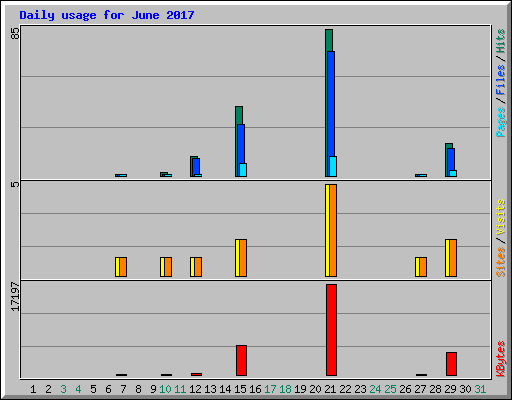 Daily usage for June 2017
85
Pages / Files / Hits
5
Sites / Visits
17197
KBytes
1 2 3 4 5 6 7 8 9 10 11 12 13 14 15 16 17 18 19 20 21 22 23 24 25 26 27 28 29 30 31